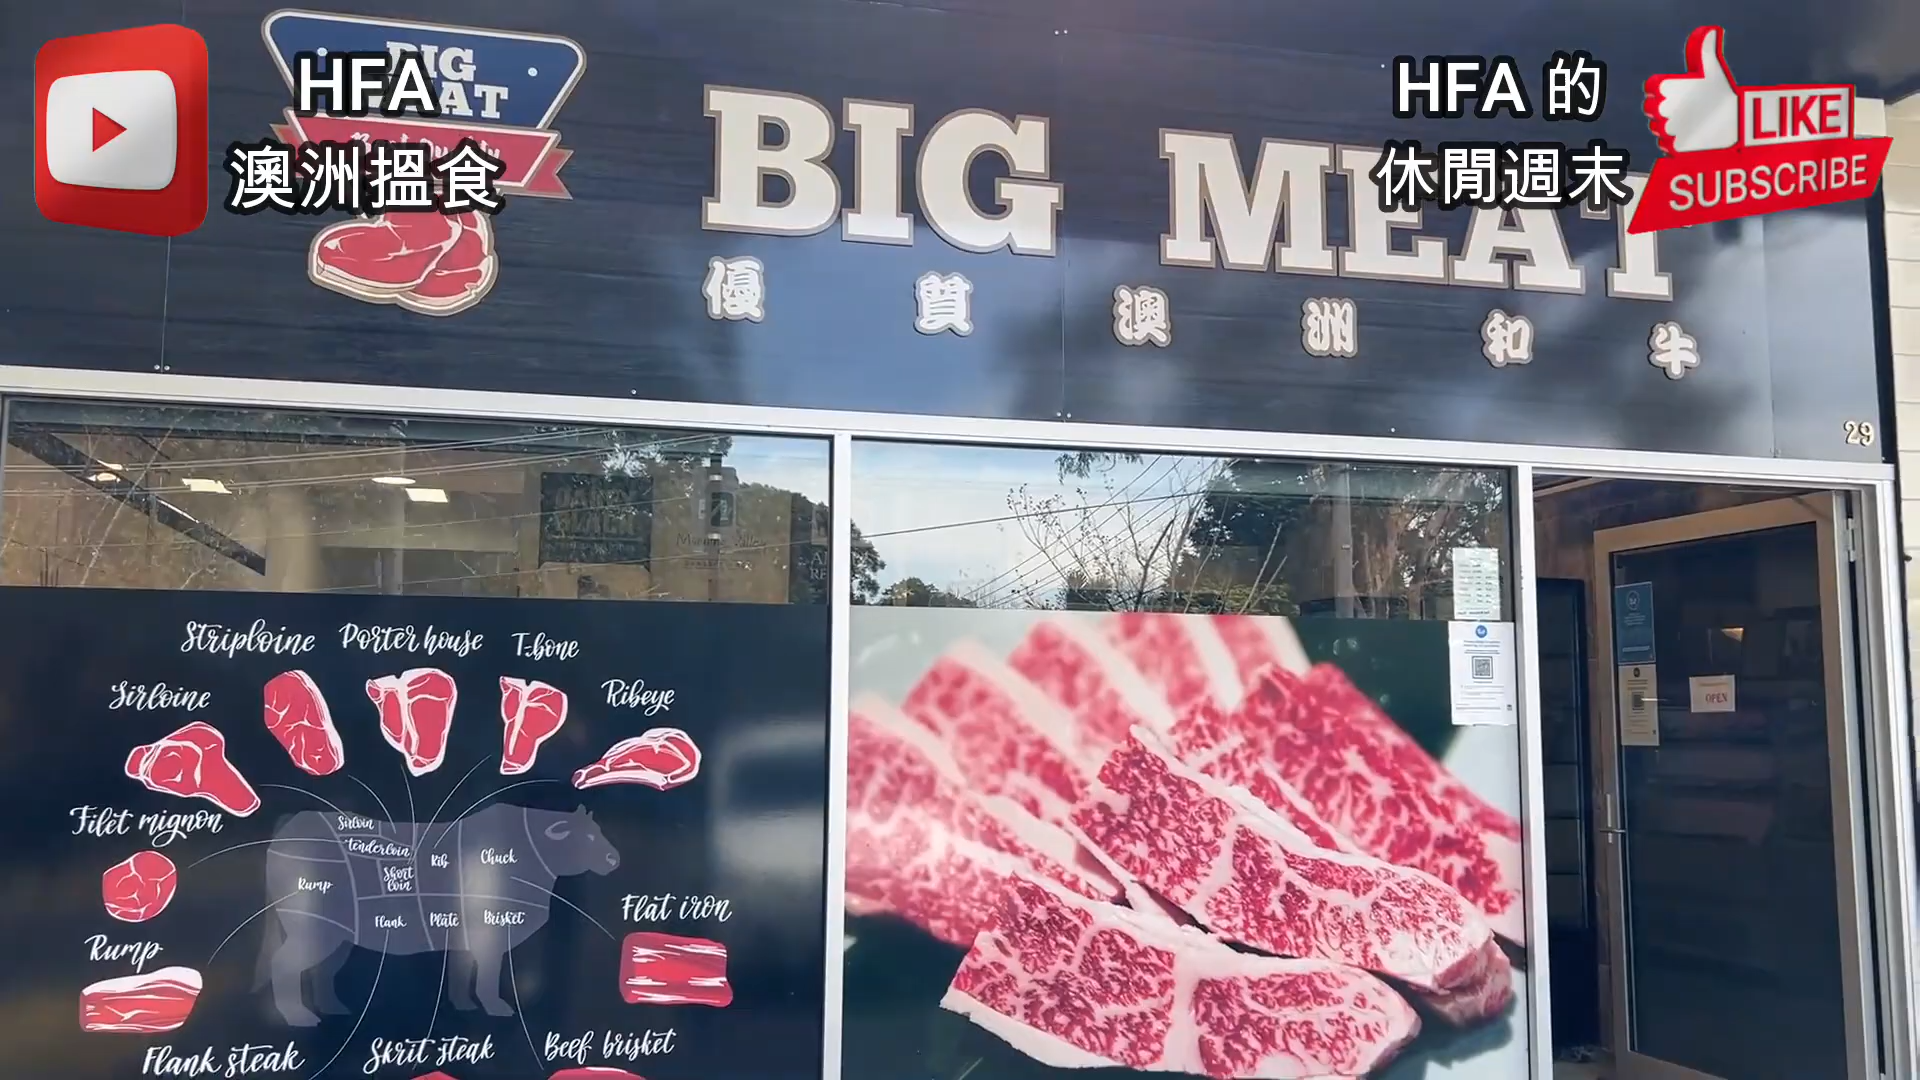 HFA
澳洲搵食
HFA 的
休閒週末
LIKE
SUBSCRIBE
BIG
BIG MEAT
優質澳洲和牛
29
OPEN
Striploine
Porter house
T-bone
Sirloine
Ribeye
Filet mignon
Sirloin
tenderloin
Rib
Chuck
Short
loin
Rump
Flank
Plate
Brisket
Flat iron
Rump
Flank steak
Skrit steak
Beef brisket